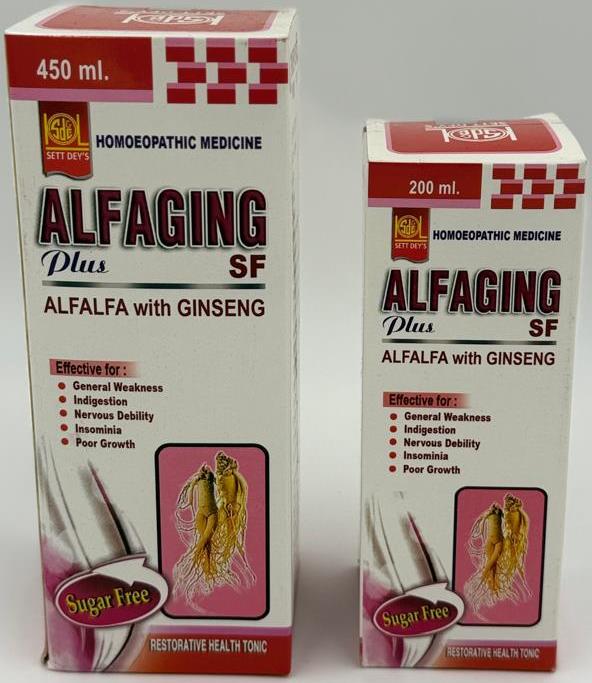 450 ml.
SETT DEY'S
HOMOEOPATHIC MEDICINE
ALFAGING
Plus SF
ALFALFA with GINSENG
Effective for :
General Weakness
Indigestion
Nervous Debility
Insominia
Poor Growth
Sugar Free
RESTORATIVE HEALTH TONIC
200 ml.
SETT DEY'S
HOMOEOPATHIC MEDICINE
ALFAGING
Plus SF
ALFALFA with GINSENG
Effective for :
General Weakness
Indigestion
Nervous Debility
Insominia
Poor Growth
Sugar Free
RESTORATIVE HEALTH TONIC